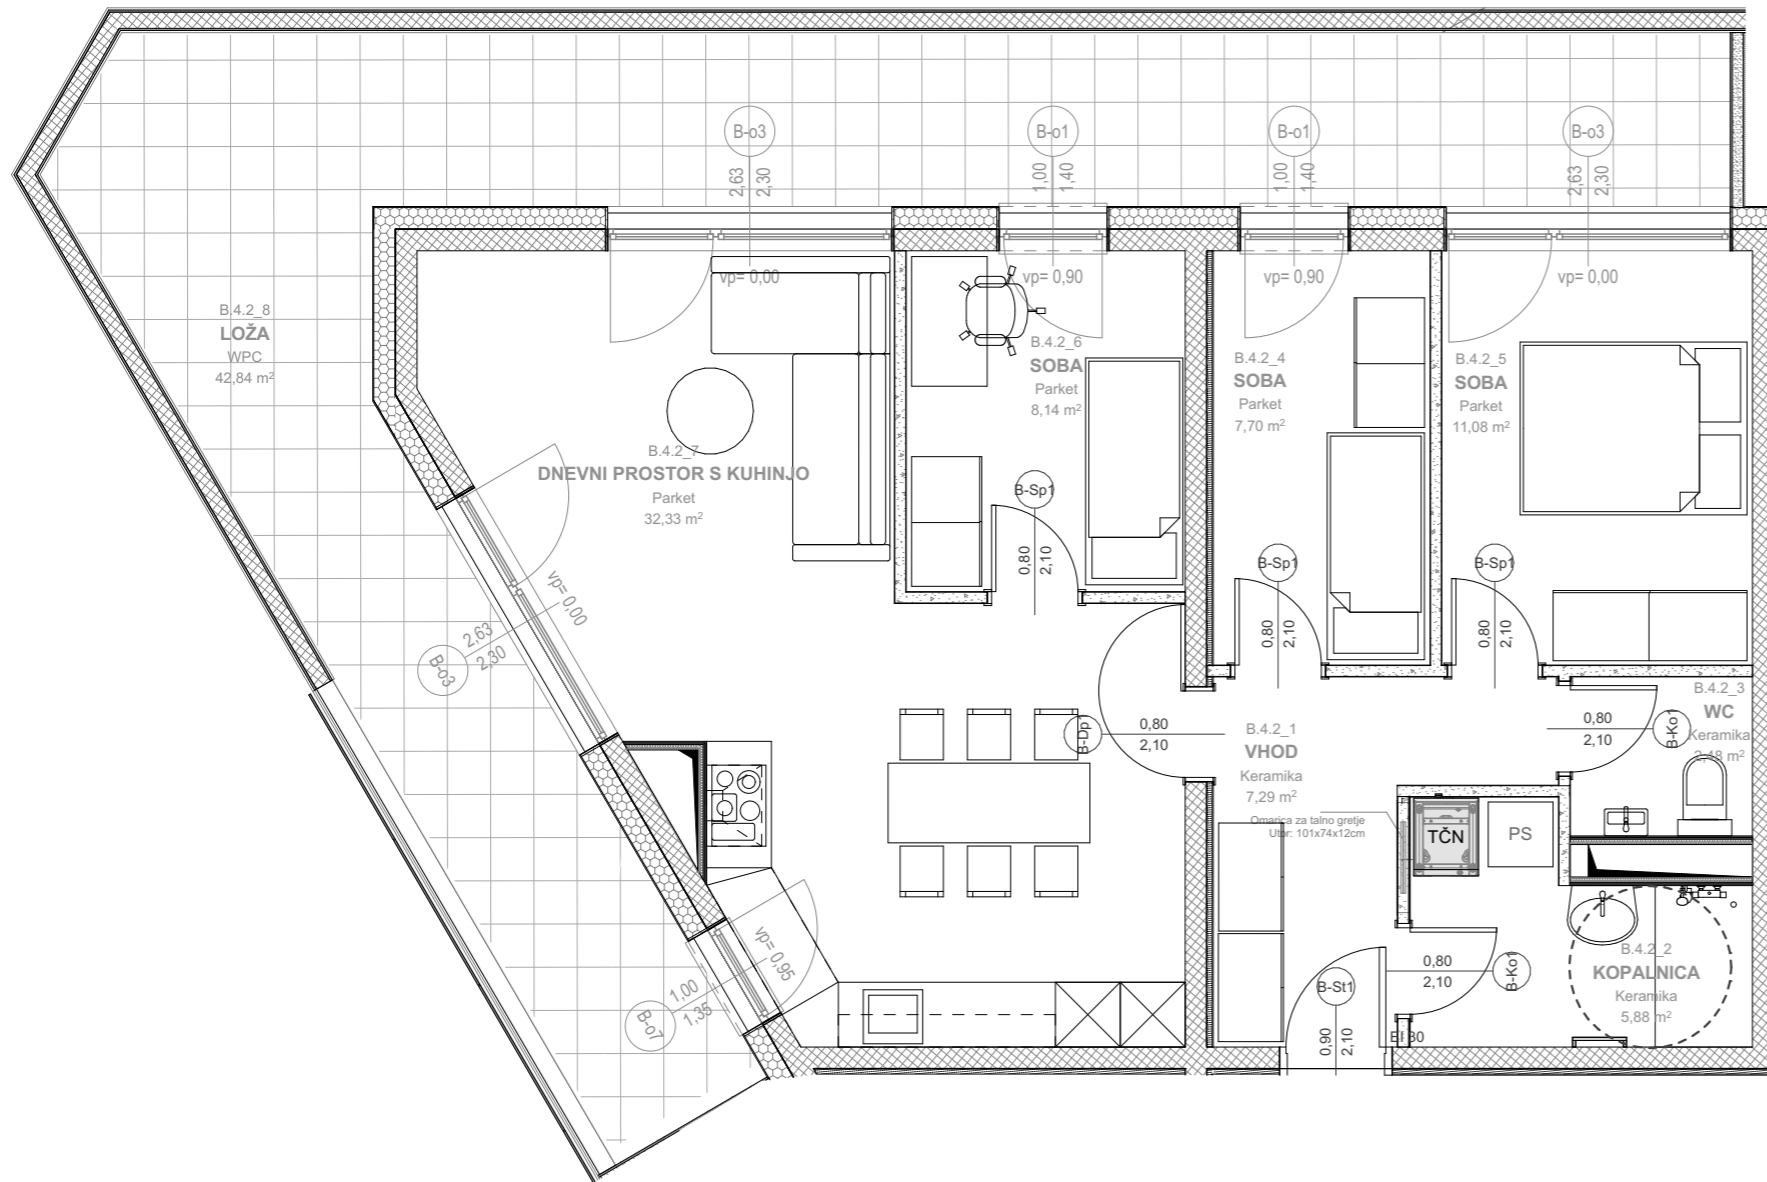 B-o3
2,63
2,30
B-o1
1,00
1,40
B-o1
1,00
1,40
B-o3
2,63
2,30
vp= 0,00
vp= 0,90
vp= 0,90
vp= 0,00
B.4.2_8
LOŽA
WPC
42,84 m²
B.4.2_6
SOBA
Parket
8,14 m²
B.4.2_4
SOBA
Parket
7,70 m²
B.4.2_5
SOBA
Parket
11,08 m²
B.4.2_7
DNEVNI PROSTOR S KUHINJO
Parket
32,33 m²
B-Sp1
0,80
2,10
B-Sp1
0,80
2,10
B-Sp1
0,80
2,10
vp= 0,00
2,63
2,30
B-o3
B-Dp1
0,80
2,10
B.4.2_1
VHOD
Keramika
7,29 m²
0,80
2,10
B-Ko1
B.4.2_3
WC
Keramika
2,48 m²
Omarica za talno gretje
Utor: 101x74x12cm
TČN
PS
vp= 0,95
1,00
1,35
B-o7
B-St1
0,90
2,10
EI 30
0,80
2,10
B-Ko1
B.4.2_2
KOPALNICA
Keramika
5,88 m²